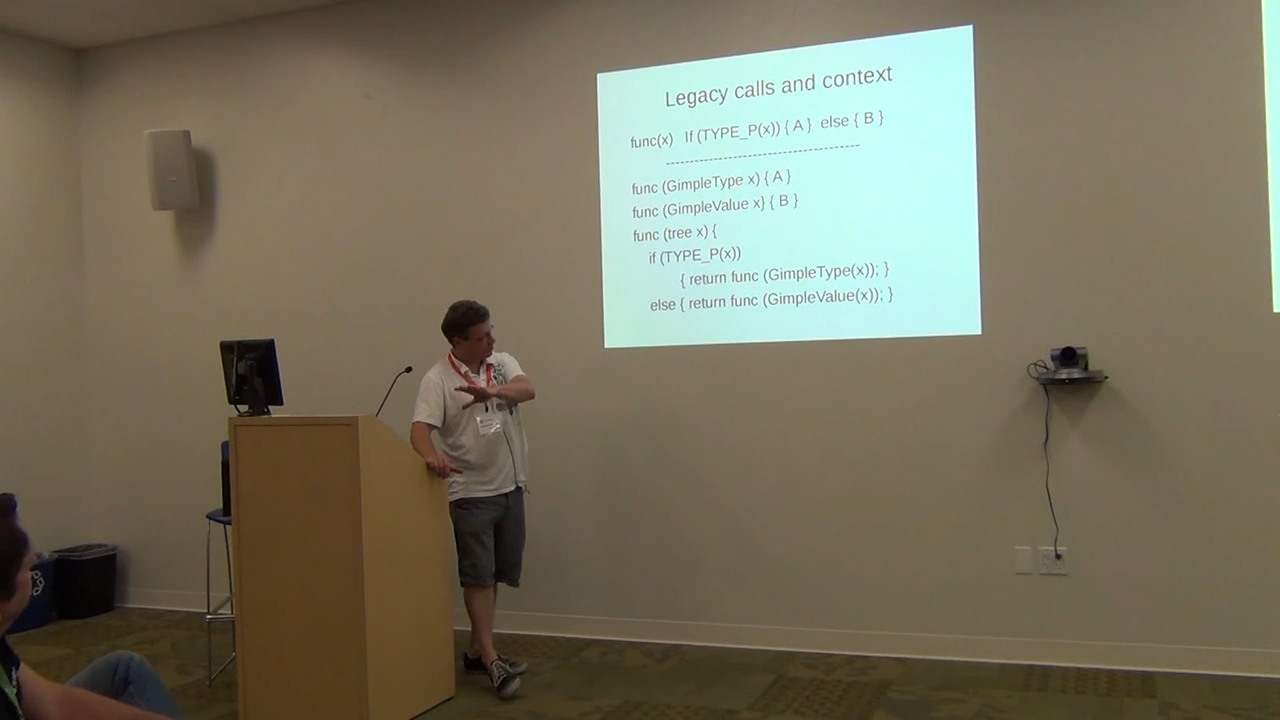 Legacy calls and context
func(x) If (TYPE_P(x)) { A } else { B }
------------------------------------------
func (GimpleType x) { A }
func (GimpleValue x} { B }
func (tree x) {
if (TYPE_P(x))
{ return func (GimpleType(x)); }
else { return func (GimpleValue(x)); }